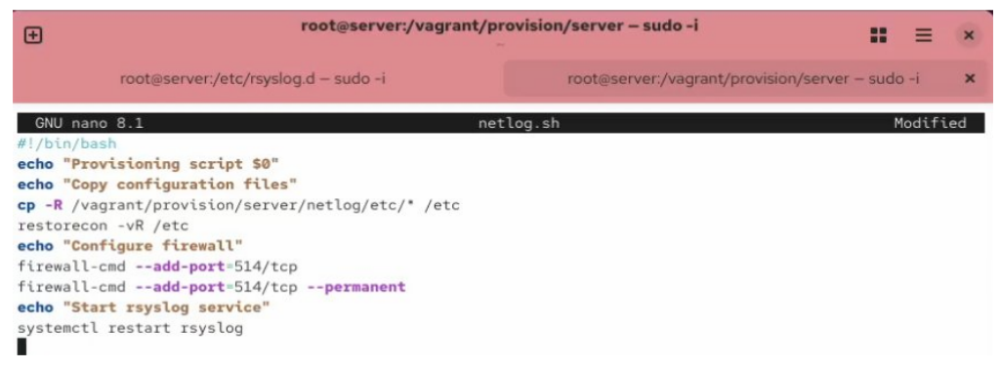 root@server:/vagrant/provision/server – sudo -i
root@server:/etc/rsyslog.d – sudo -i
root@server:/vagrant/provision/server – sudo -i
GNU nano 8.1 netlog.sh Modified
#!/bin/bash
echo "Provisioning script $0"
echo "Copy configuration files"
cp -R /vagrant/provision/server/netlog/etc/* /etc
restorecon -vR /etc
echo "Configure firewall"
firewall-cmd --add-port=514/tcp
firewall-cmd --add-port=514/tcp --permanent
echo "Start rsyslog service"
systemctl restart rsyslog